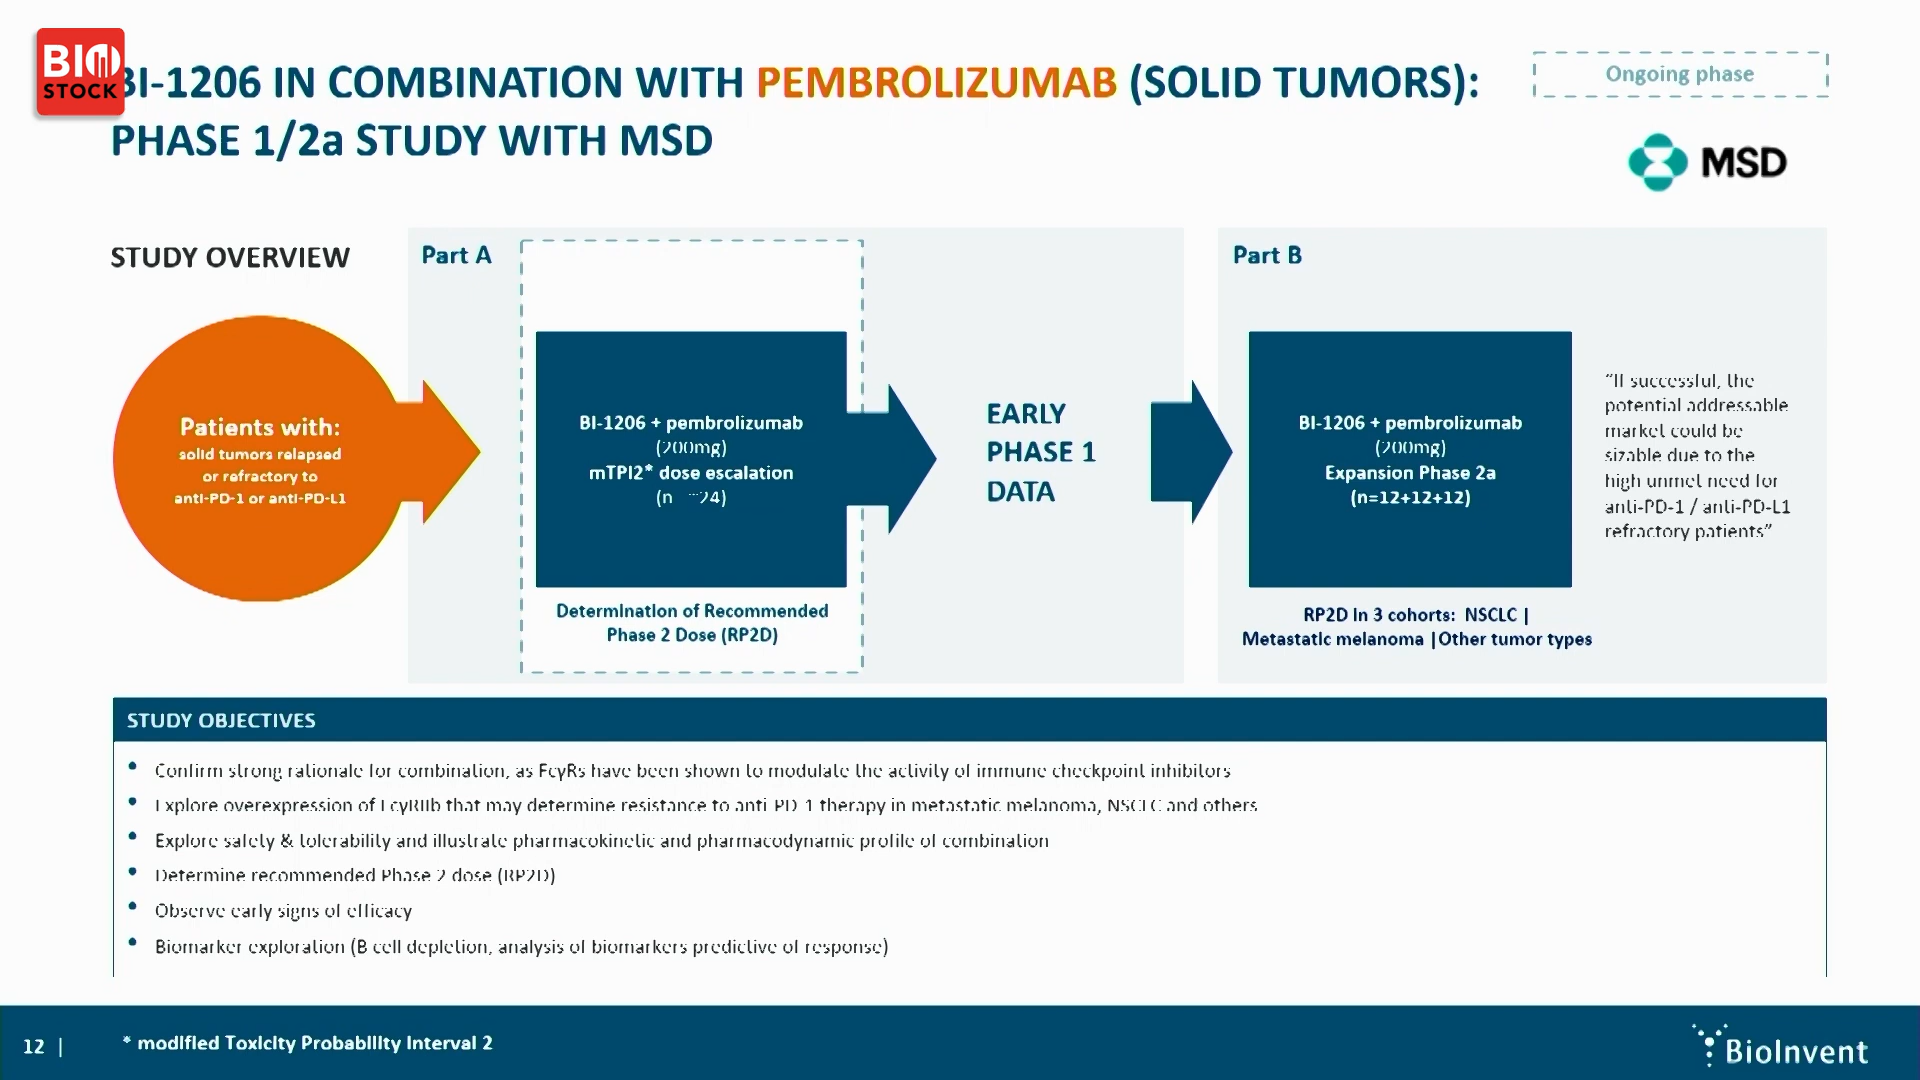 BIO
STOCK
BI-1206 IN COMBINATION WITH PEMBROLIZUMAB (SOLID TUMORS):
PHASE 1/2a STUDY WITH MSD
Ongoing phase
MSD
STUDY OVERVIEW
Part A
Part B
Patients with:
solid tumors relapsed
or refractory to
anti-PD-1 or anti-PD-L1
BI-1206 + pembrolizumab
(200mg)
mTPI2* dose escalation
(n 24)
Determination of Recommended
Phase 2 Dose (RP2D)
EARLY
PHASE 1
DATA
BI-1206 + pembrolizumab
(200mg)
Expansion Phase 2a
(n=12+12+12)
RP2D in 3 cohorts: NSCLC |
Metastatic melanoma |Other tumor types
“If successful, the
potential addressable
market could be
sizable due to the
high unmet need for
anti-PD-1 / anti-PD-L1
refractory patients”
STUDY OBJECTIVES
• Confirm strong rationale for combination, as FcγRs have been shown to modulate the activity of immune checkpoint inhibitors
• Explore overexpression of FcγRIIb that may determine resistance to anti-PD-1 therapy in metastatic melanoma, NSCLC and others
• Explore safety & tolerability and illustrate pharmacokinetic and pharmacodynamic profile of combination
• Determine recommended Phase 2 dose (RP2D)
• Observe early signs of efficacy
• Biomarker exploration (B cell depletion, analysis of biomarkers predictive of response)
12 |
* modified Toxicity Probability Interval 2
BioInvent